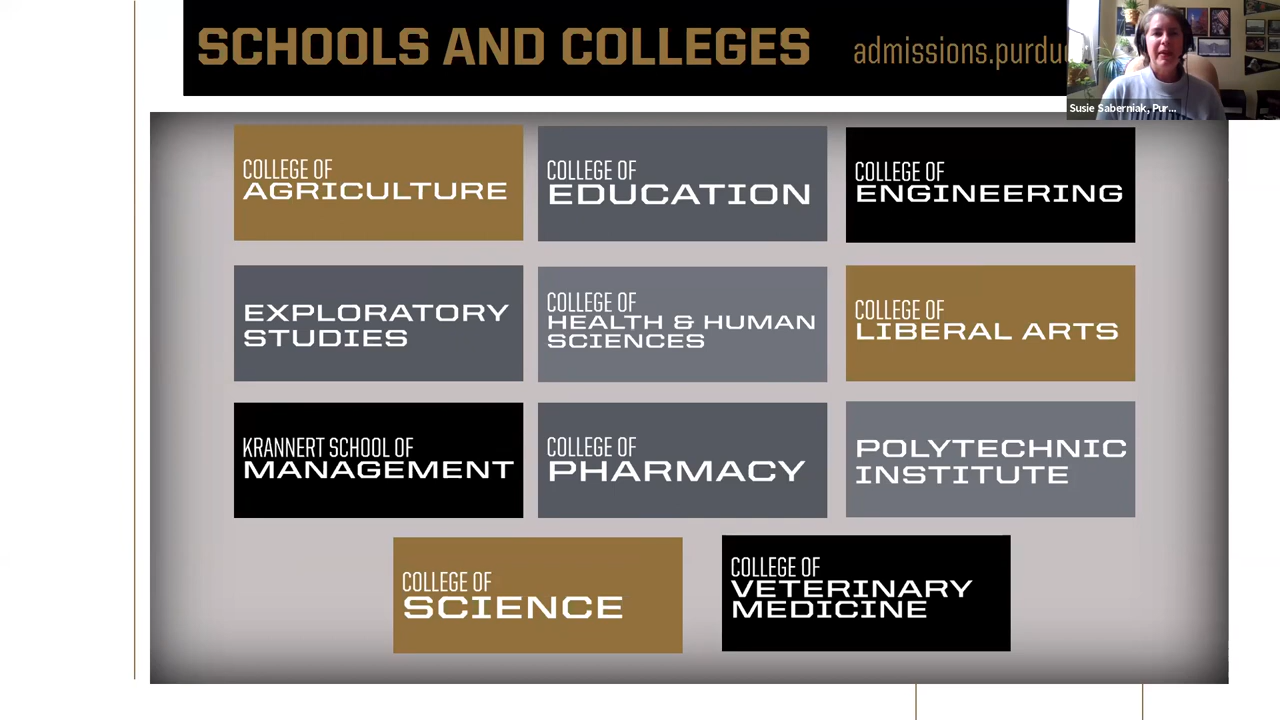 SCHOOLS AND COLLEGES
admissions.purdu
Susie Saberniak, Pur...
COLLEGE OF
AGRICULTURE
COLLEGE OF
EDUCATION
COLLEGE OF
ENGINEERING
EXPLORATORY
STUDIES
COLLEGE OF
HEALTH & HUMAN
SCIENCES
COLLEGE OF
LIBERAL ARTS
KRANNERT SCHOOL OF
MANAGEMENT
COLLEGE OF
PHARMACY
POLYTECHNIC
INSTITUTE
COLLEGE OF
SCIENCE
COLLEGE OF
VETERINARY
MEDICINE